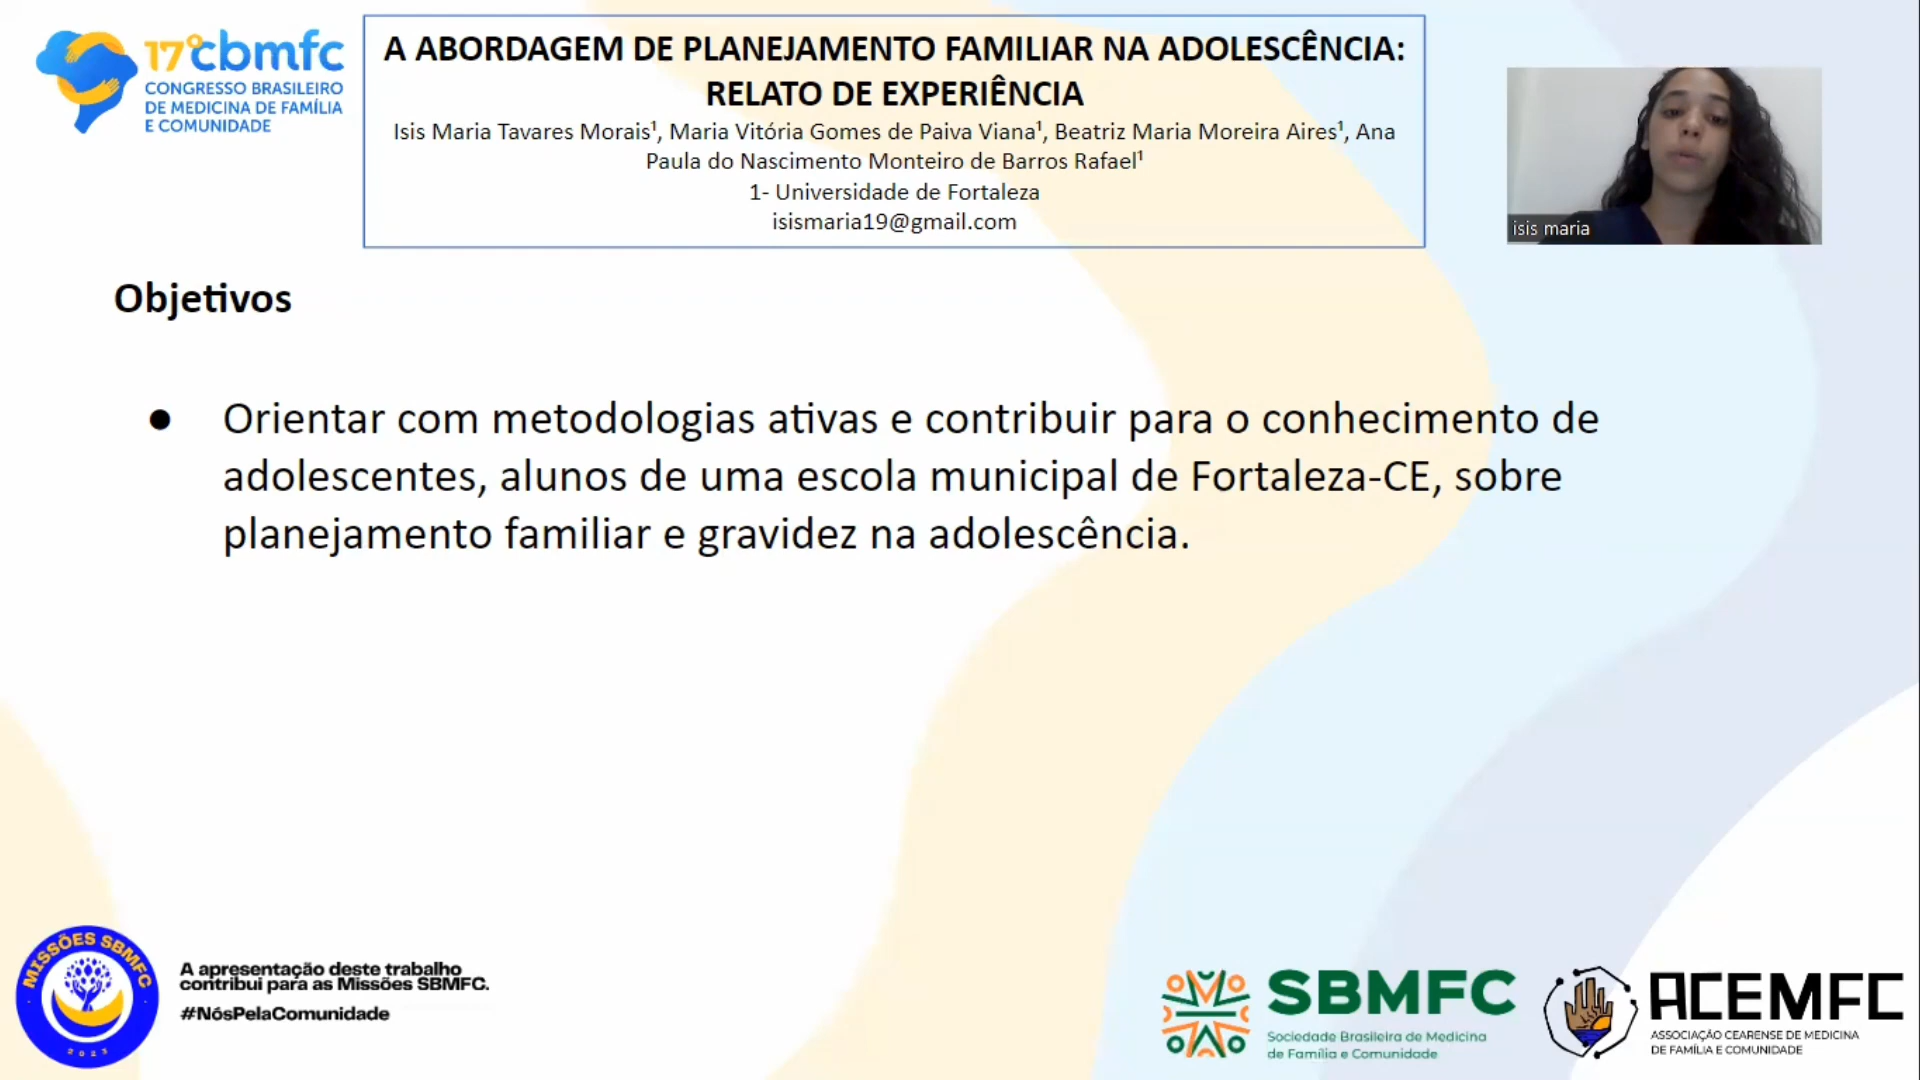 17º cbmfc
CONGRESSO BRASILEIRO
DE MEDICINA DE FAMÍLIA
E COMUNIDADE
A ABORDAGEM DE PLANEJAMENTO FAMILIAR NA ADOLESCÊNCIA:
RELATO DE EXPERIÊNCIA
Isis Maria Tavares Morais¹, Maria Vitória Gomes de Paiva Viana¹, Beatriz Maria Moreira Aires¹, Ana
Paula do Nascimento Monteiro de Barros Rafael¹
1- Universidade de Fortaleza
isismaria19@gmail.com
isis maria
Objetivos
● Orientar com metodologias ativas e contribuir para o conhecimento de
adolescentes, alunos de uma escola municipal de Fortaleza-CE, sobre
planejamento familiar e gravidez na adolescência.
MISSÕES SBMFC
2023
A apresentação deste trabalho
contribui para as Missões SBMFC.
#NósPelaComunidade
SBMFC
Sociedade Brasileira de Medicina
de Família e Comunidade
ACEMFC
ASSOCIAÇÃO CEARENSE DE MEDICINA
DE FAMÍLIA E COMUNIDADE